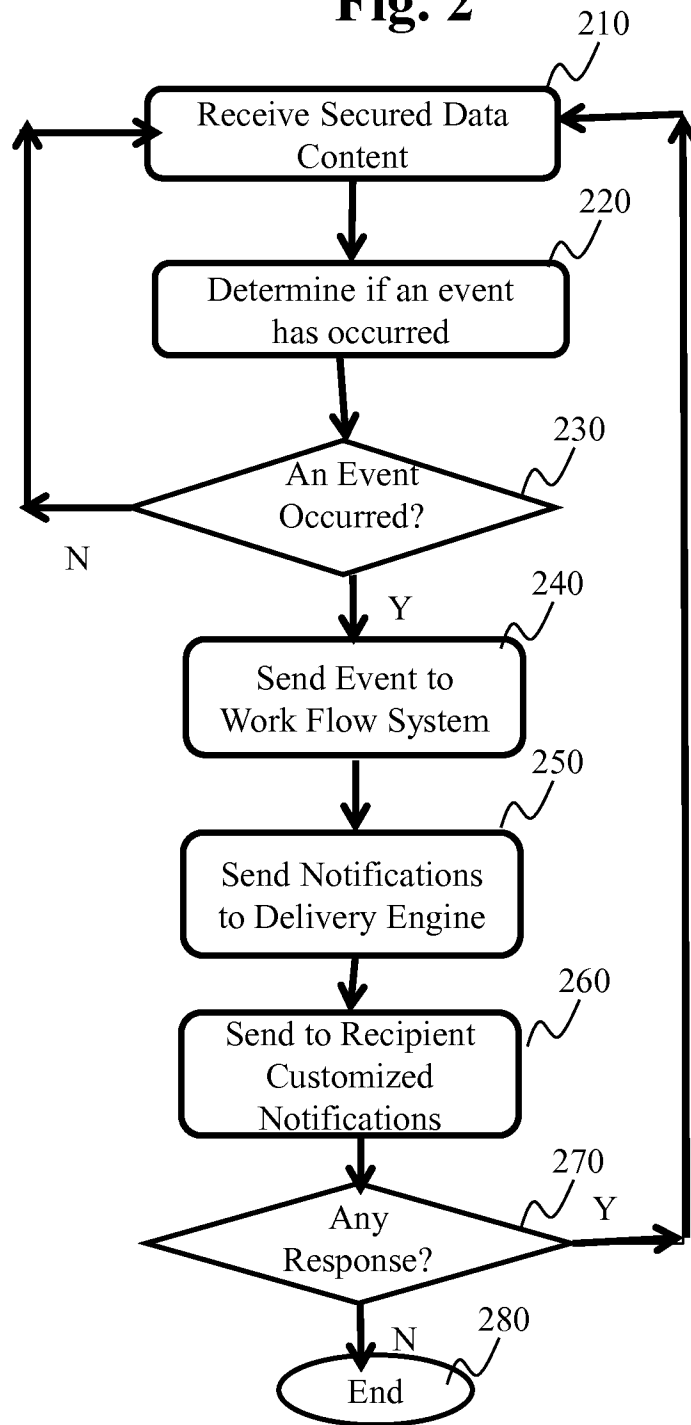 Fig. 2
210
Receive Secured Data
Content
220
Determine if an event
has occurred
230
An Event
Occurred?
N
Y
240
Send Event to
Work Flow System
250
Send Notifications
to Delivery Engine
260
Send to Recipient
Customized
Notifications
270
Any
Response?
Y
N
280
End